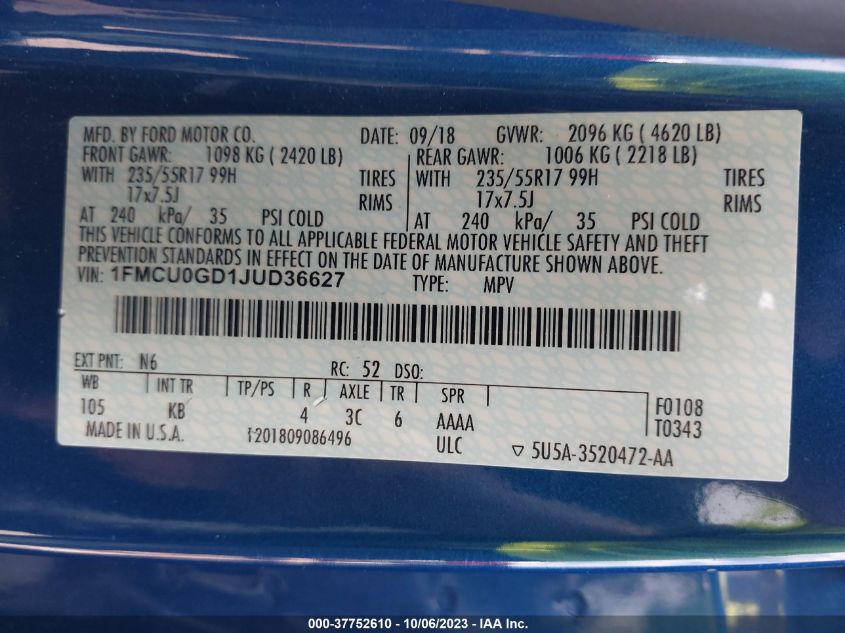 MFD. BY FORD MOTOR CO. DATE: 09/18 GVWR: 2096 KG ( 4620 LB)
FRONT GAWR: 1098 KG ( 2420 LB) REAR GAWR: 1006 KG ( 2218 LB)
WITH 235/55R17 99H TIRES WITH 235/55R17 99H TIRES
17x7.5J RIMS 17x7.5J RIMS
AT 240 kPa/ 35 PSI COLD AT 240 kPa/ 35 PSI COLD
THIS VEHICLE CONFORMS TO ALL APPLICABLE FEDERAL MOTOR VEHICLE SAFETY AND THEFT
PREVENTION STANDARDS IN EFFECT ON THE DATE OF MANUFACTURE SHOWN ABOVE.
VIN: 1FMCU0GD1JUD36627 TYPE: MPV
EXT PNT: N6 RC: 52 DSO:
WB INT TR TP/PS R AXLE TR SPR
105 KB 4 3C 6 AAAA F0108
MADE IN U.S.A. 1201809086496 ULC T0343
5U5A-3520472-AA
000-37752610 - 10/06/2023 - IAA Inc.